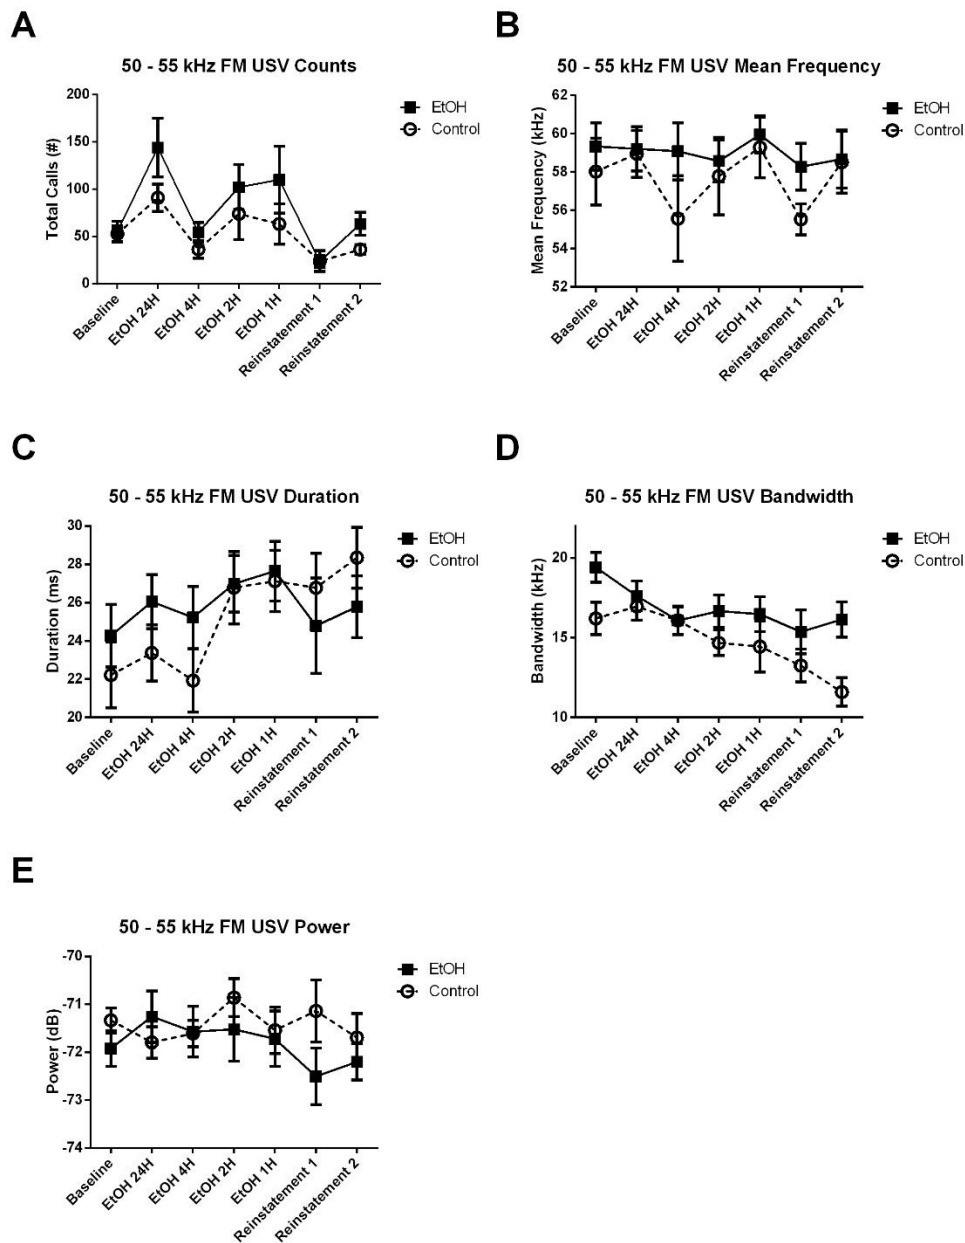 A
50 - 55 kHz FM USV Counts
Total Calls (#)
200
150
100
50
0
EtOH
Control
Baseline
EtOH 24H
EtOH 4H
EtOH 2H
EtOH 1H
Reinstatement 1
Reinstatement 2
B
50 - 55 kHz FM USV Mean Frequency
Mean Frequency (kHz)
62
60
58
56
54
52
EtOH
Control
Baseline
EtOH 24H
EtOH 4H
EtOH 2H
EtOH 1H
Reinstatement 1
Reinstatement 2
C
50 - 55 kHz FM USV Duration
Duration (ms)
30
28
26
24
22
20
EtOH
Control
Baseline
EtOH 24H
EtOH 4H
EtOH 2H
EtOH 1H
Reinstatement 1
Reinstatement 2
D
50 - 55 kHz FM USV Bandwidth
Bandwidth (kHz)
20
15
10
EtOH
Control
Baseline
EtOH 24H
EtOH 4H
EtOH 2H
EtOH 1H
Reinstatement 1
Reinstatement 2
E
50 - 55 kHz FM USV Power
Power (dB)
-70
-71
-72
-73
-74
EtOH
Control
Baseline
EtOH 24H
EtOH 4H
EtOH 2H
EtOH 1H
Reinstatement 1
Reinstatement 2